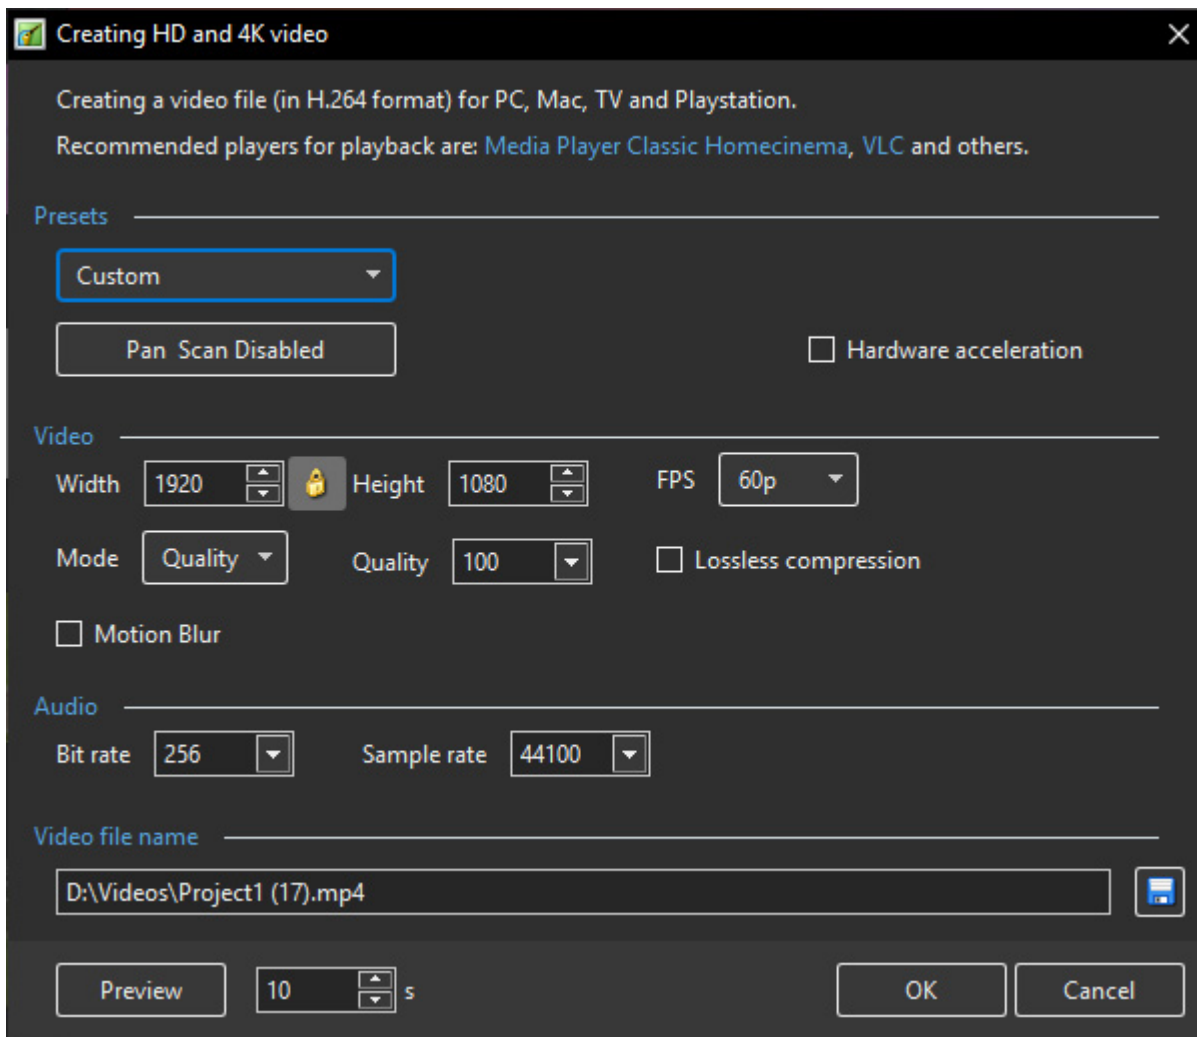 Creating HD and 4K video
Creating a video file (in H.264 format) for PC, Mac, TV and Playstation.
Recommended players for playback are: Media Player Classic Homecinema, VLC and others.
Presets
Custom
Pan  Scan Disabled
Hardware acceleration
Video
Width 1920 Height 1080 FPS 60p
Mode Quality Quality 100 Lossless compression
Motion Blur
Audio
Bit rate 256 Sample rate 44100
Video file name
D:\Videos\Project1 (17).mp4
Preview 10 s OK Cancel